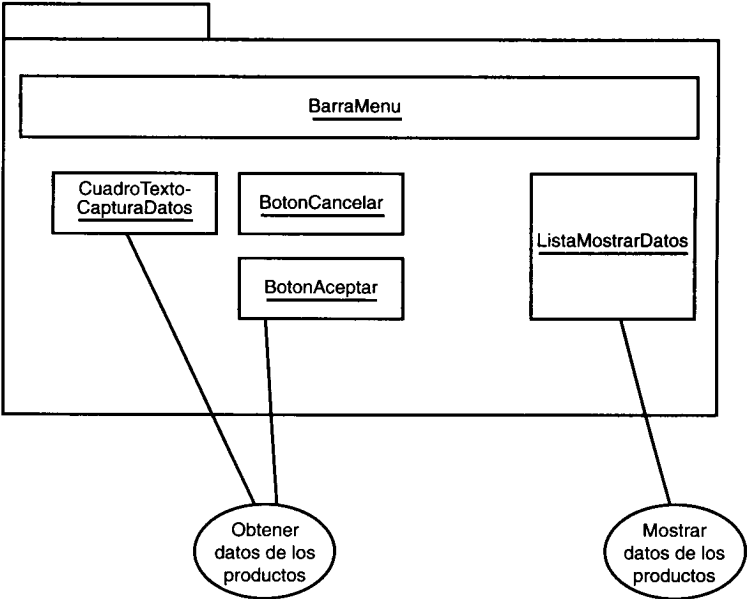 BarraMenu
CuadroTexto-
CapturaDatos
BotonCancelar
BotonAceptar
ListaMostrarDatos
Obtener
datos de los
productos
Mostrar
datos de los
productos